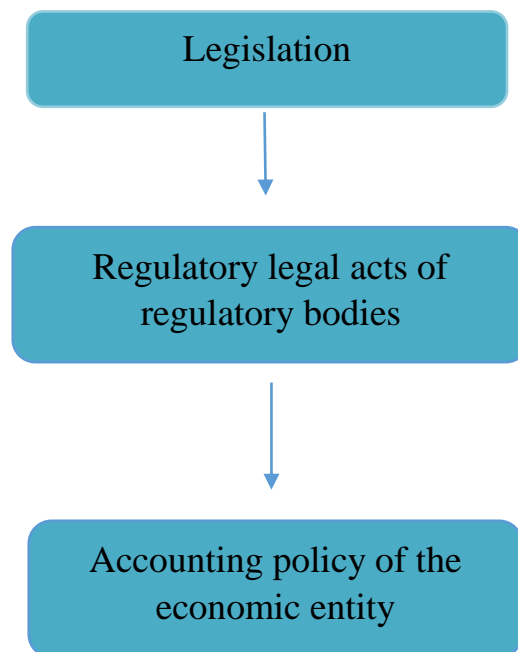 Legislation
Regulatory legal acts of
regulatory bodies
Accounting policy of the
economic entity